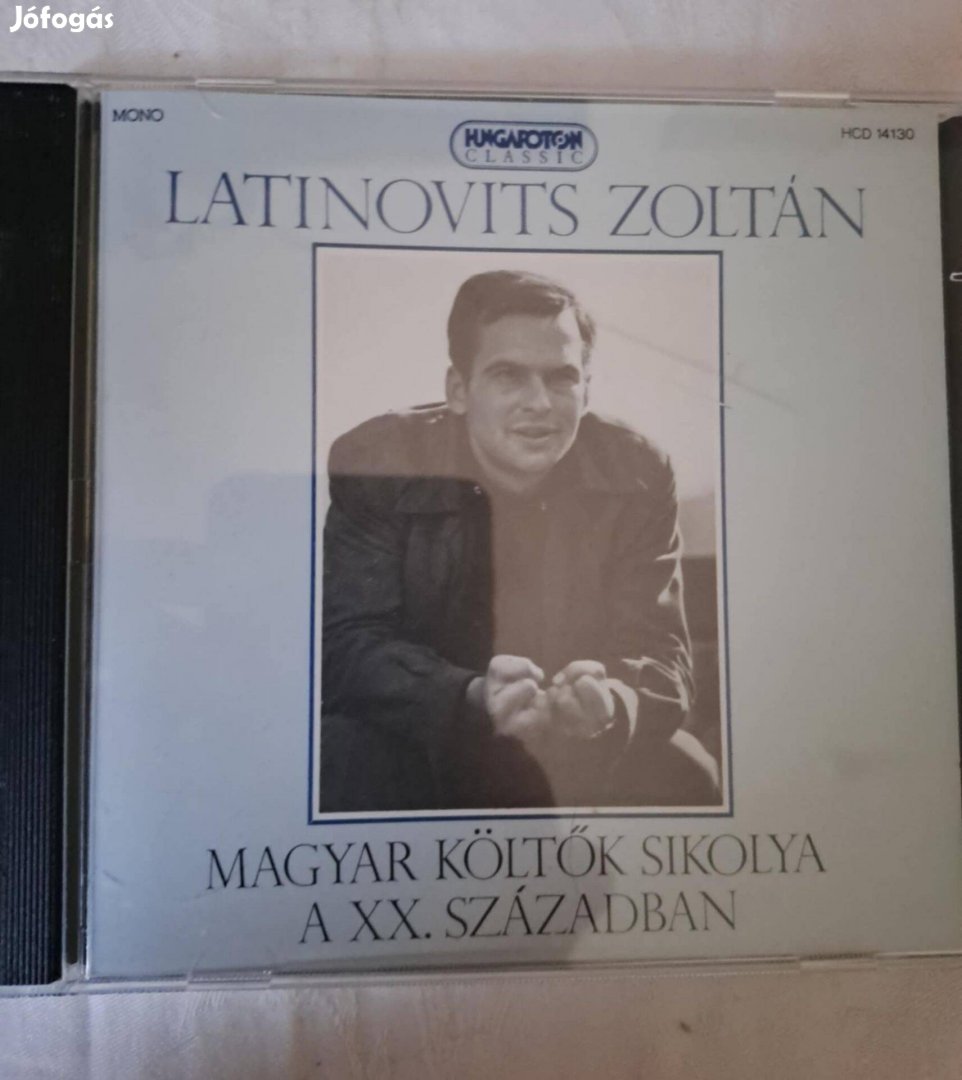 Jófogás
MONO
HUNGAROTON
CLASSIC
HCD 14130
LATINOVITS ZOLTÁN
MAGYAR KÖLTŐK SIKOLYA
A XX. SZÁZADBAN